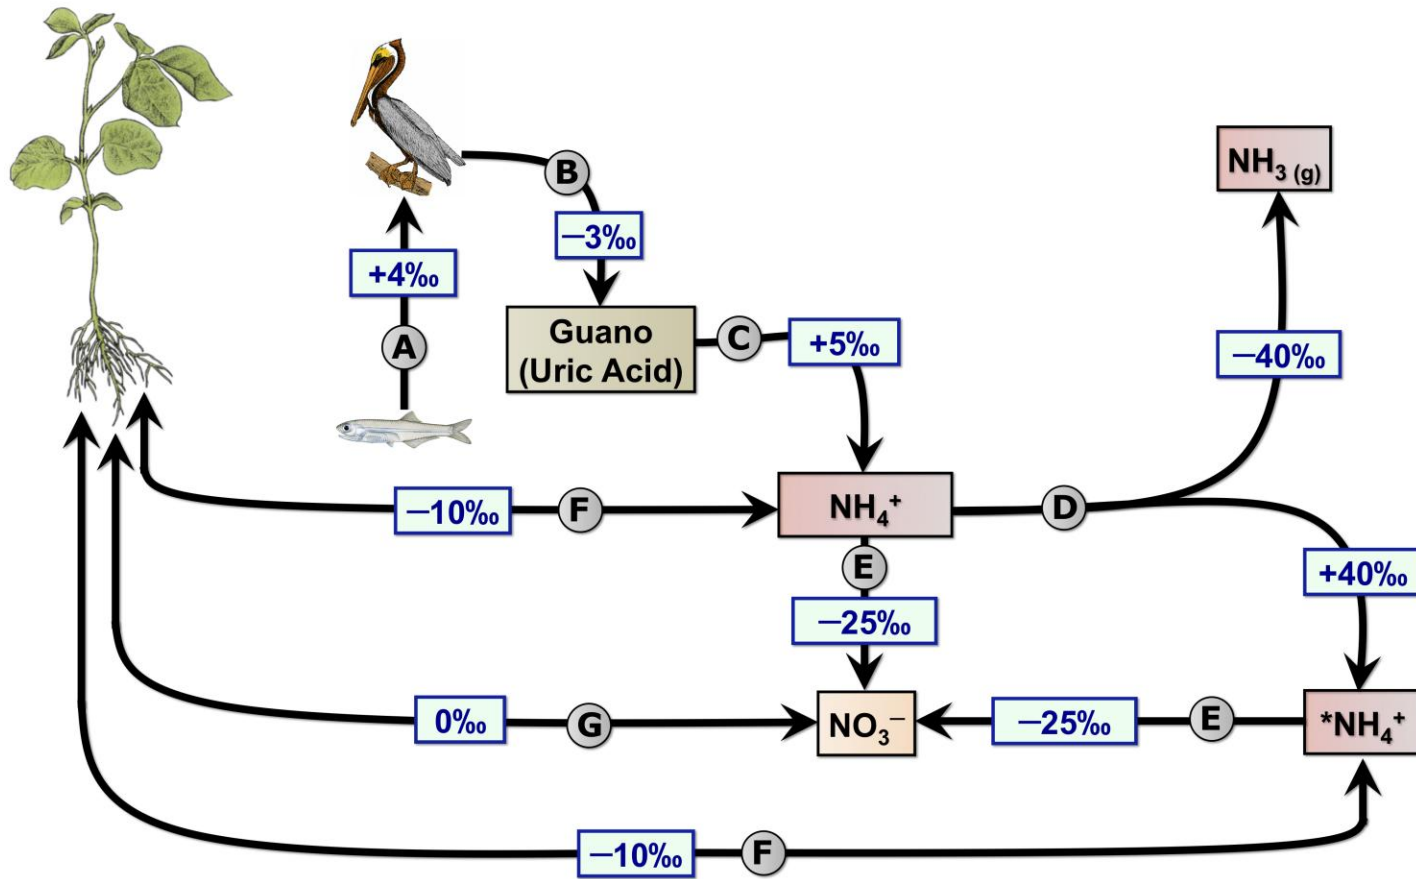 B
NH₃ (g)
−3‰
+4‰
Guano
(Uric Acid)
C
+5‰
A
−40‰
−10‰
F
NH₄⁺
D
E
+40‰
−25‰
0‰
G
NO₃⁻
−25‰
E
*NH₄⁺
−10‰
F